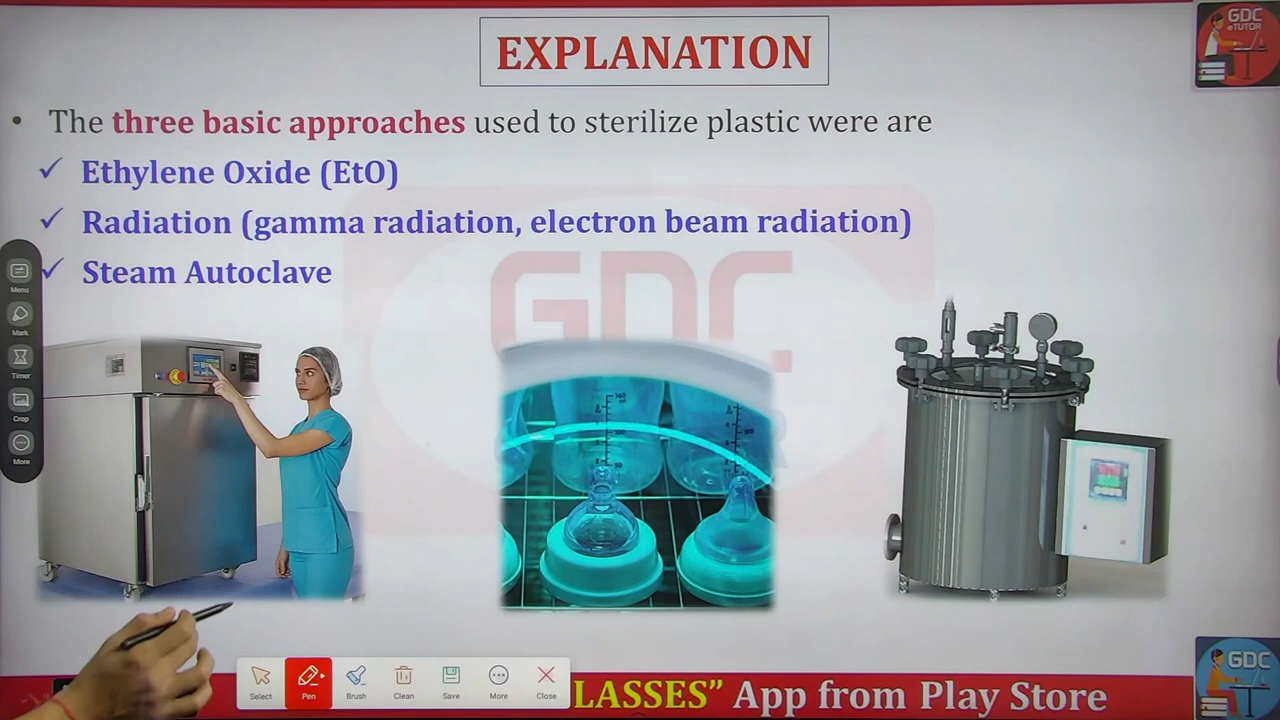 EXPLANATION
GDC
eTUTOR
• The three basic approaches used to sterilize plastic were are
✓ Ethylene Oxide (EtO)
✓ Radiation (gamma radiation, electron beam radiation)
✓ Steam Autoclave
GDC
Menu
Mark
Timer
Crop
More
Select
Pen
Brush
Clean
Save
More
Close
LASSES” App from Play Store
GDC